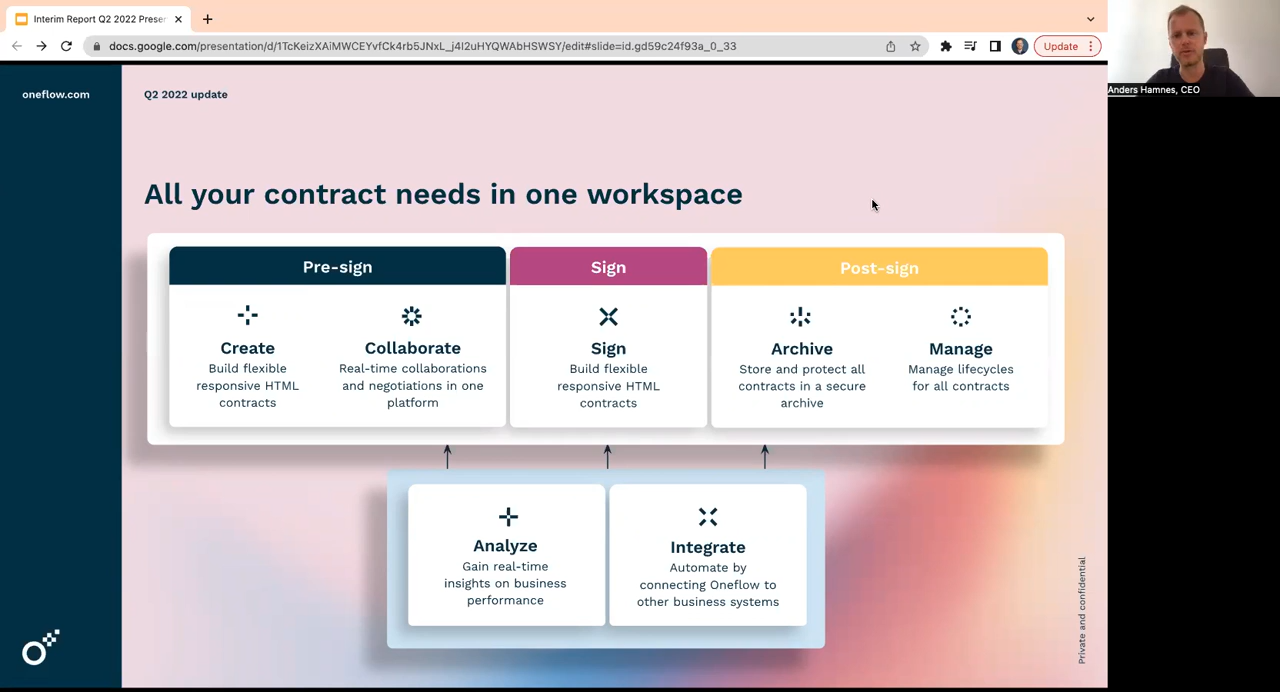 Interim Report Q2 2022 Presen
docs.google.com/presentation/d/1TcKeizXAiMWCEYvfCk4rb5JNxL_j4I2uHYQWAbHSWSY/edit#slide=id.gd59c24f93a_0_33
Update
Anders Hamnes, CEO
oneflow.com
Q2 2022 update
All your contract needs in one workspace
Pre-sign
Sign
Post-sign
Create
Build flexible
responsive HTML
contracts
Collaborate
Real-time collaborations
and negotiations in one
platform
Sign
Build flexible
responsive HTML
contracts
Archive
Store and protect all
contracts in a secure
archive
Manage
Manage lifecycles
for all contracts
Analyze
Gain real-time
insights on business
performance
Integrate
Automate by
connecting Oneflow to
other business systems
Private and confidential